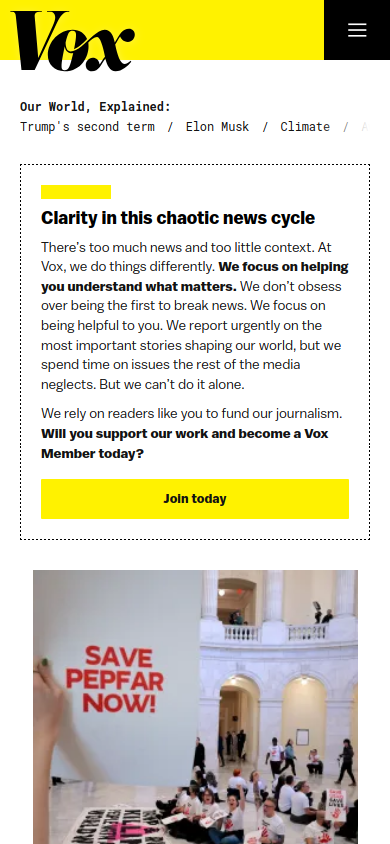 Vox
Our World, Explained:
Trump's second term / Elon Musk / Climate / A
Clarity in this chaotic news cycle
There's too much news and too little context. At
Vox, we do things differently. We focus on helping
you understand what matters. We don't obsess
over being the first to break news. We focus on
being helpful to you. We report urgently on the
most important stories shaping our world, but we
spend time on issues the rest of the media
neglects. But we can't do it alone.
We rely on readers like you to fund our journalism.
Will you support our work and become a Vox
Member today?
Join today
SAVE
PEPFAR
NOW!